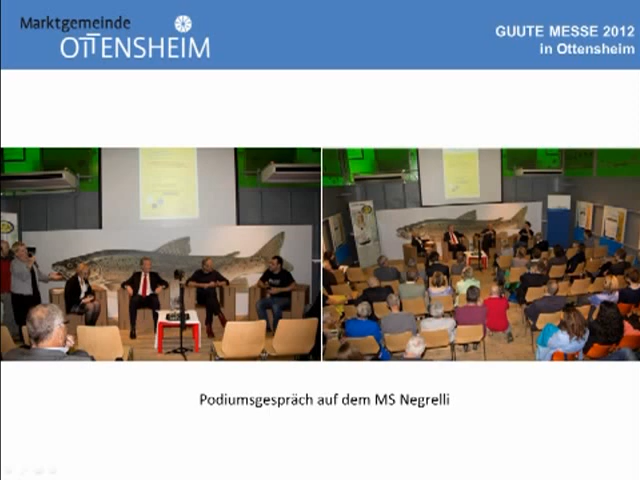 Marktgemeinde
OTTENSHEIM
GUUTE MESSE 2012
in Ottensheim
Podiumsgespräch auf dem MS Negrelli